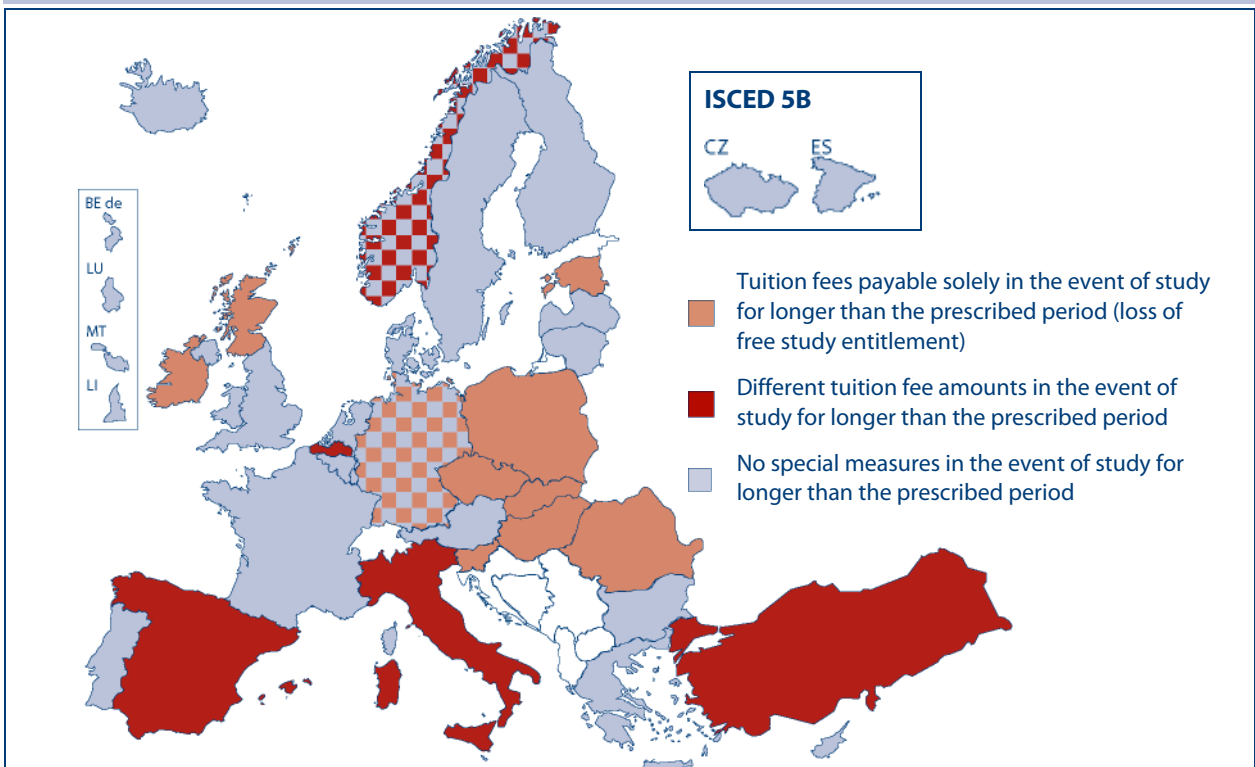 ISCED 5B
CZ
ES
BE de
LU
MT
LI
Tuition fees payable solely in the event of study
for longer than the prescribed period (loss of
free study entitlement)
Different tuition fee amounts in the event of
study for longer than the prescribed period
No special measures in the event of study for
longer than the prescribed period